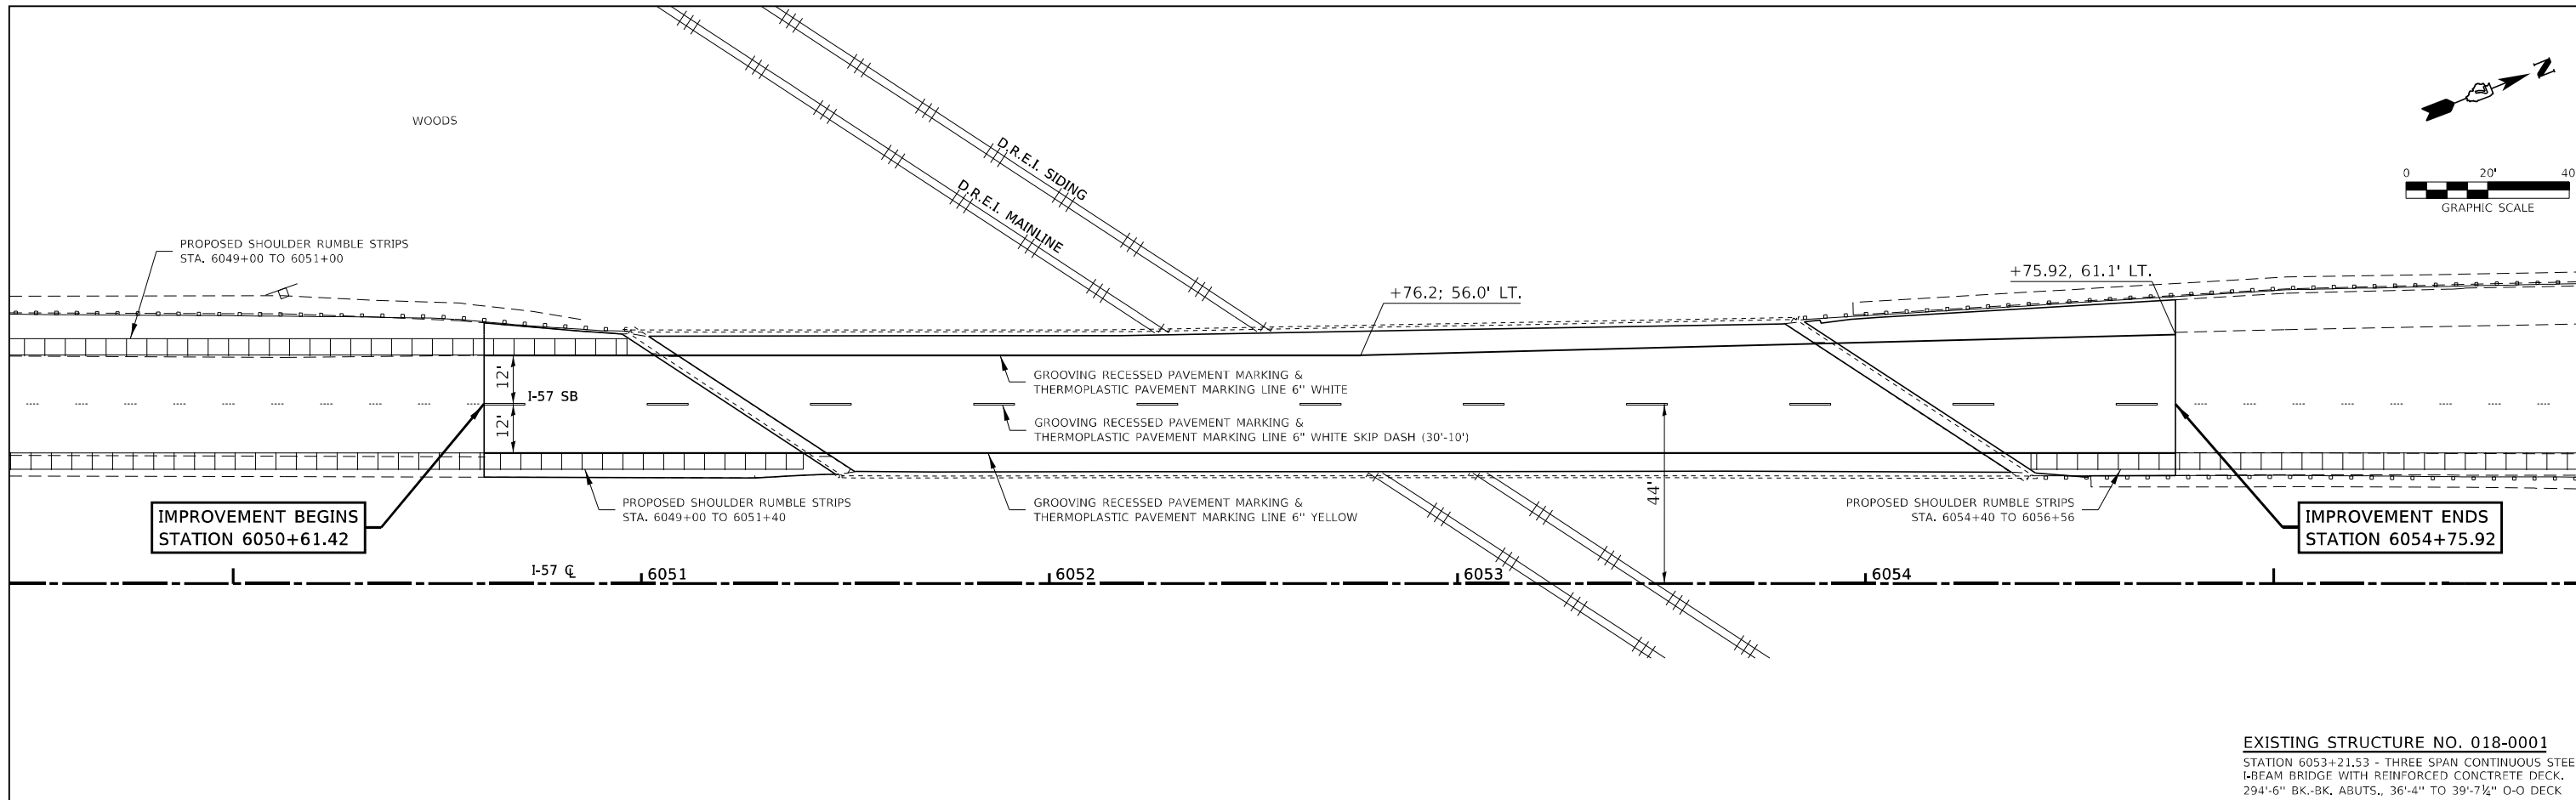 WOODS
D.R.E.I. SIDING
D.R.E.I. MAINLINE
N
0 20' 40
GRAPHIC SCALE
PROPOSED SHOULDER RUMBLE STRIPS
STA. 6049+00 TO 6051+00
+76.2; 56.0' LT.
+75.92, 61.1' LT.
12'
I-57 SB
12'
GROOVING RECESSED PAVEMENT MARKING &
THERMOPLASTIC PAVEMENT MARKING LINE 6" WHITE
GROOVING RECESSED PAVEMENT MARKING &
THERMOPLASTIC PAVEMENT MARKING LINE 6" WHITE SKIP DASH (30'-10')
IMPROVEMENT BEGINS
STATION 6050+61.42
PROPOSED SHOULDER RUMBLE STRIPS
STA. 6049+00 TO 6051+40
GROOVING RECESSED PAVEMENT MARKING &
THERMOPLASTIC PAVEMENT MARKING LINE 6" YELLOW
44'
PROPOSED SHOULDER RUMBLE STRIPS
STA. 6054+40 TO 6056+56
IMPROVEMENT ENDS
STATION 6054+75.92
I-57 ℄ 6051 6052 6053 6054
EXISTING STRUCTURE NO. 018-0001
STATION 6053+21.53 - THREE SPAN CONTINUOUS STEE
I-BEAM BRIDGE WITH REINFORCED CONCTRETE DECK.
294'-6" BK.-BK. ABUTS., 36'-4" TO 39'-7¼" O-O DECK